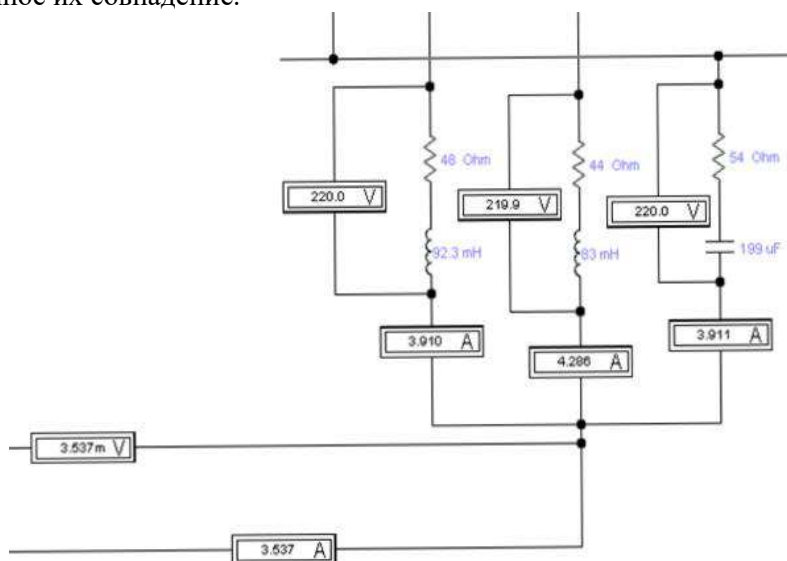 их совпадение.
48 Ohm
44 Ohm
54 Ohm
220.0 V
219.9 V
220.0 V
92.3 mH
83 mH
199 uF
3.910 A
4.286 A
3.911 A
3.537m V
3.537 A